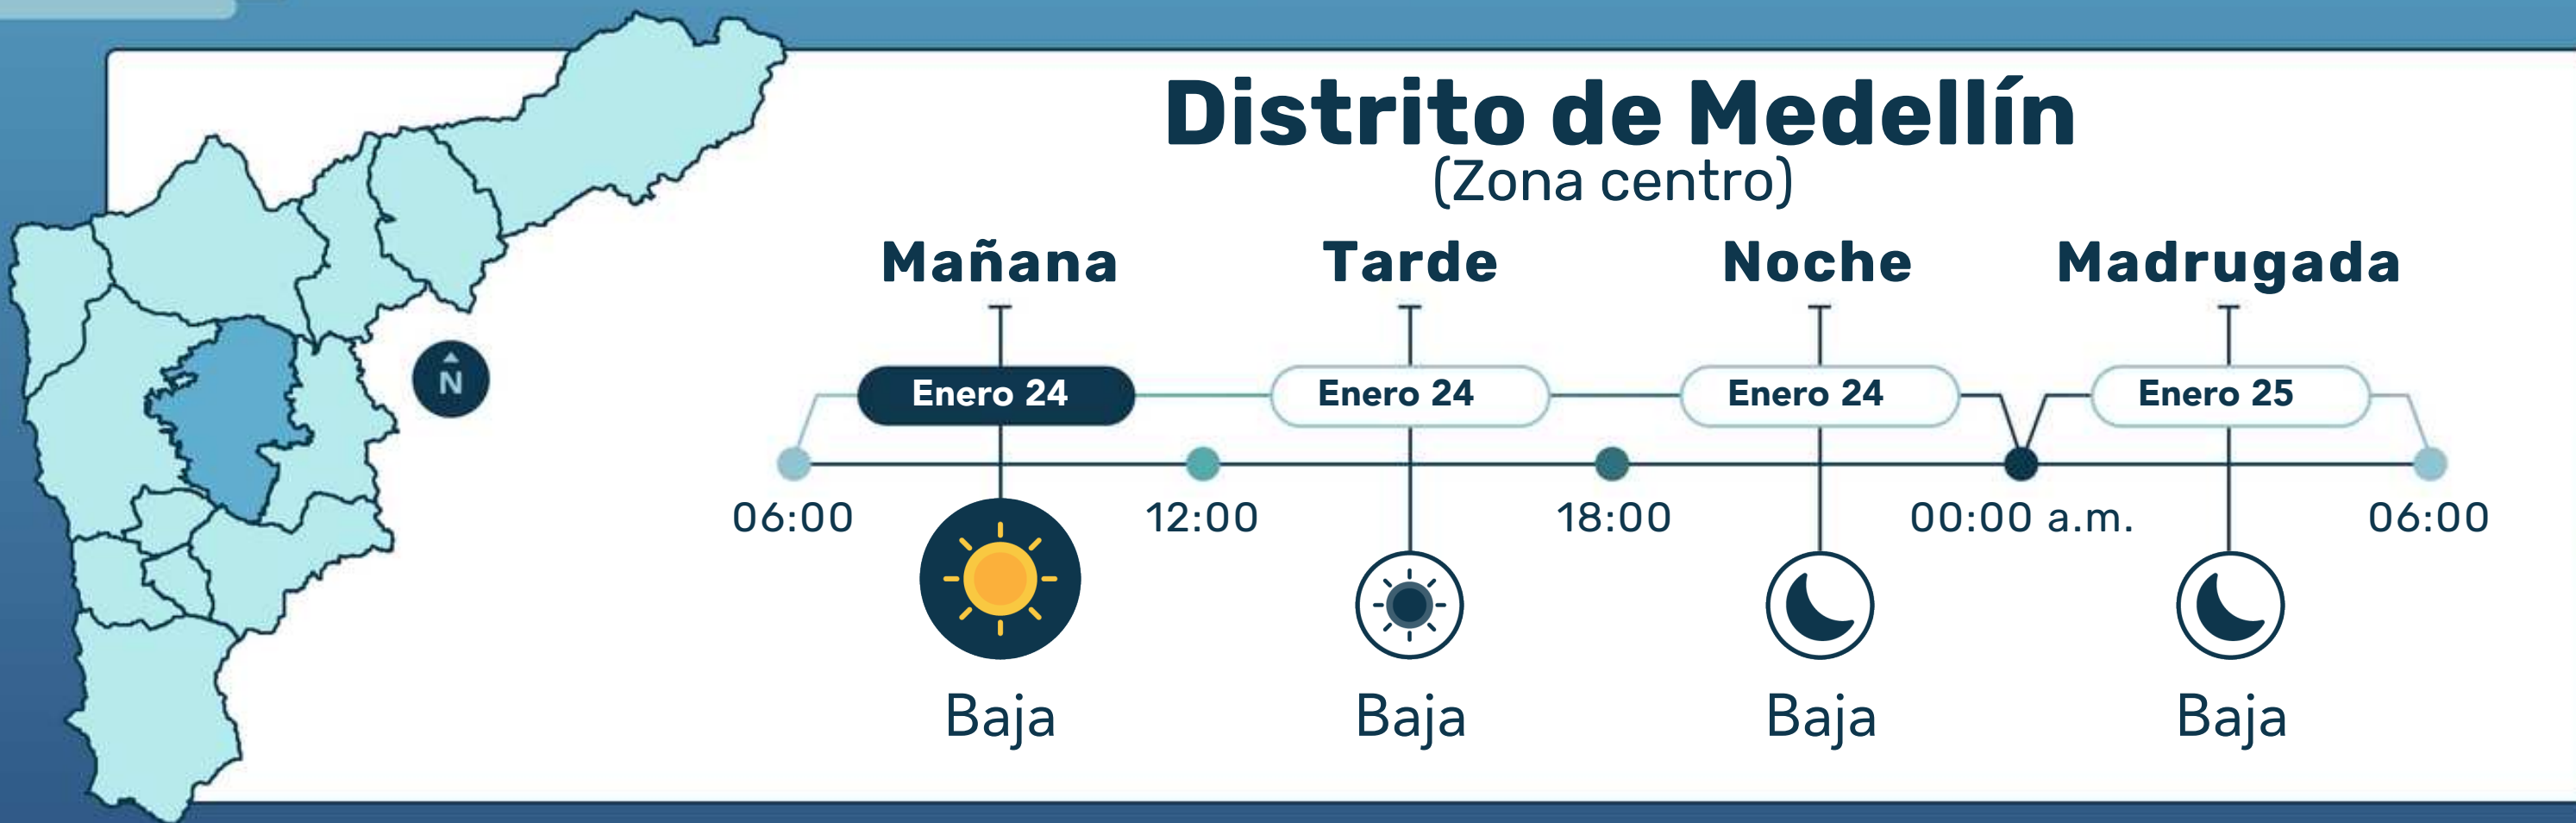 Distrito de Medellín
(Zona centro)
Mañana Tarde Noche Madrugada
N
Enero 24 Enero 24 Enero 24 Enero 25
06:00 12:00 18:00 00:00 a.m. 06:00
Baja Baja Baja Baja